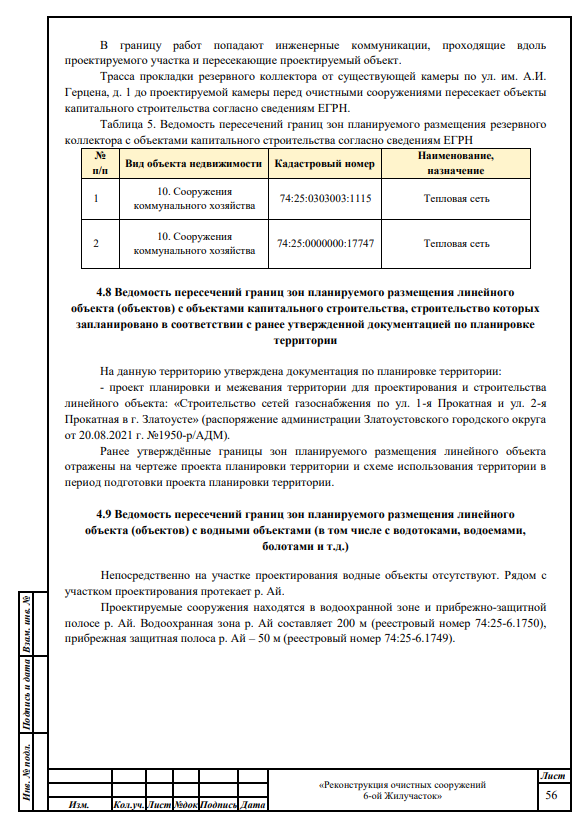 В границу работ попадают инженерные коммуникации, проходящие вдоль
проектируемого участка и пересекающие проектируемый объект.
Трасса прокладки резервного коллектора от существующей камеры по ул. им. А.И.
Герцена, д. 1 до проектируемой камеры перед очистными сооружениями пересекает объекты
капитального строительства согласно сведениям ЕГРН.
Таблица 5. Ведомость пересечений границ зон планируемого размещения резервного
коллектора с объектами капитального строительства согласно сведениям ЕГРН
№ п/п Вид объекта недвижимости Кадастровый номер Наименование, назначение
1 10. Сооружения коммунального хозяйства 74:25:0303003:1115 Тепловая сеть
2 10. Сооружения коммунального хозяйства 74:25:0000000:17747 Тепловая сеть
4.8 Ведомость пересечений границ зон планируемого размещения линейного
объекта (объектов) с объектами капитального строительства, строительство которых
запланировано в соответствии с ранее утвержденной документацией по планировке
территории
На данную территорию утверждена документация по планировке территории:
- проект планировки и межевания территории для проектирования и строительства
линейного объекта: «Строительство сетей газоснабжения по ул. 1-я Прокатная и ул. 2-я
Прокатная в г. Златоусте» (распоряжение администрации Златоустовского городского округа
от 20.08.2021 г. №1950-р/АДМ).
Ранее утверждённые границы зон планируемого размещения линейного объекта
отражены на чертеже проекта планировки территории и схеме использования территории в
период подготовки проекта планировки территории.
4.9 Ведомость пересечений границ зон планируемого размещения линейного
объекта (объектов) с водными объектами (в том числе с водотоками, водоемами,
болотами и т.д.)
Непосредственно на участке проектирования водные объекты отсутствуют. Рядом с
участком проектирования протекает р. Ай.
Проектируемые сооружения находятся в водоохранной зоне и прибрежно-защитной
полосе р. Ай. Водоохранная зона р. Ай составляет 200 м (реестровый номер 74:25-6.1750),
прибрежная защитная полоса р. Ай – 50 м (реестровый номер 74:25-6.1749).
Взам. инв. №
Подпись и дата
Инв. № подл.
Изм. Кол.уч. Лист №док Подпись Дата
«Реконструкция очистных сооружений
6-ой Жилучасток»
Лист
56